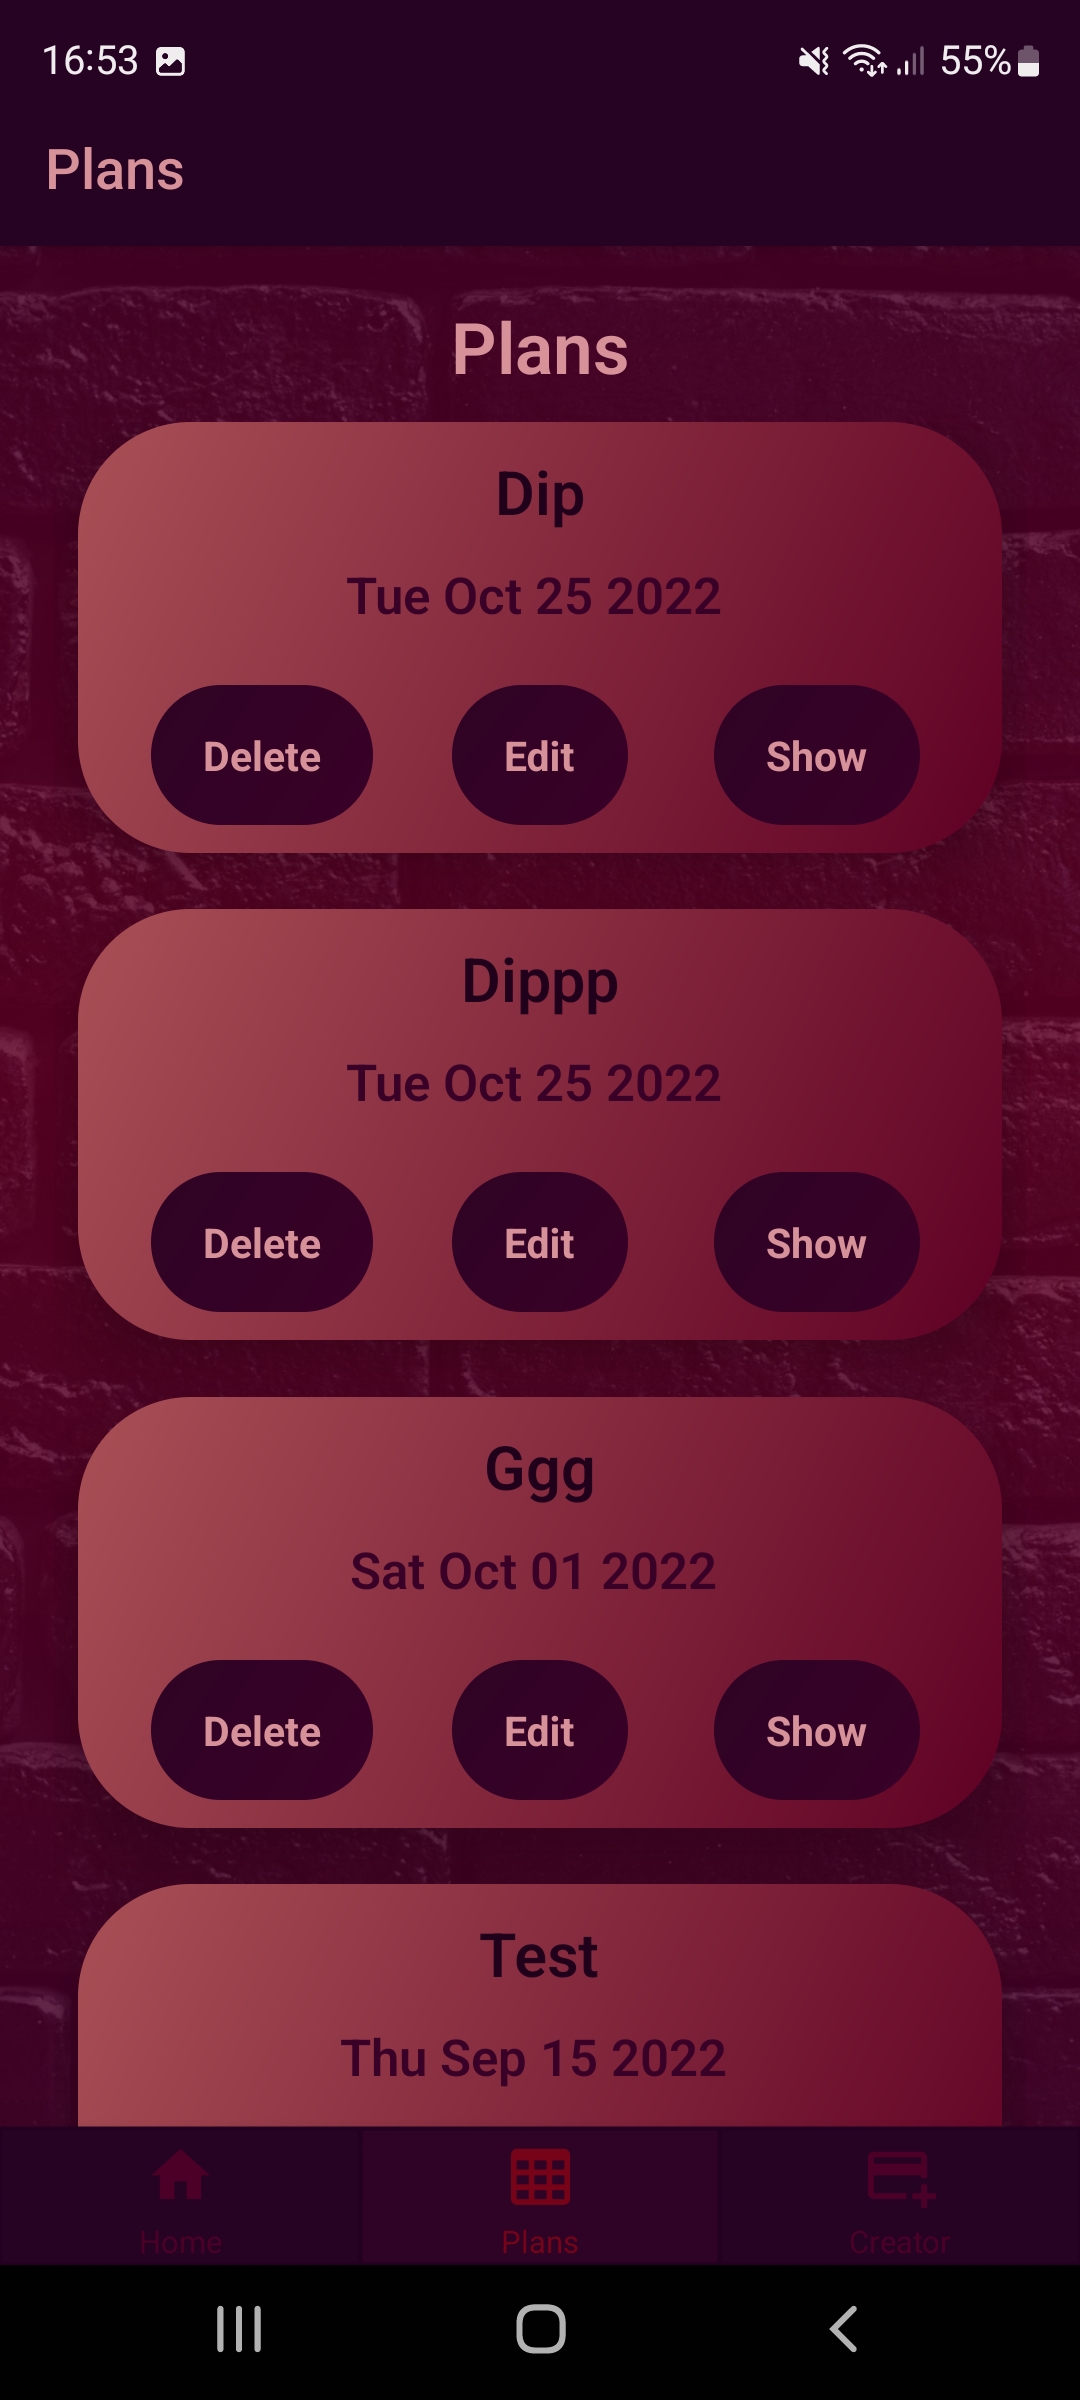 16:53 55%
Plans
Plans
Dip
Tue Oct 25 2022
Delete Edit Show
Dippp
Tue Oct 25 2022
Delete Edit Show
Ggg
Sat Oct 01 2022
Delete Edit Show
Test
Thu Sep 15 2022
Home Plans Creator